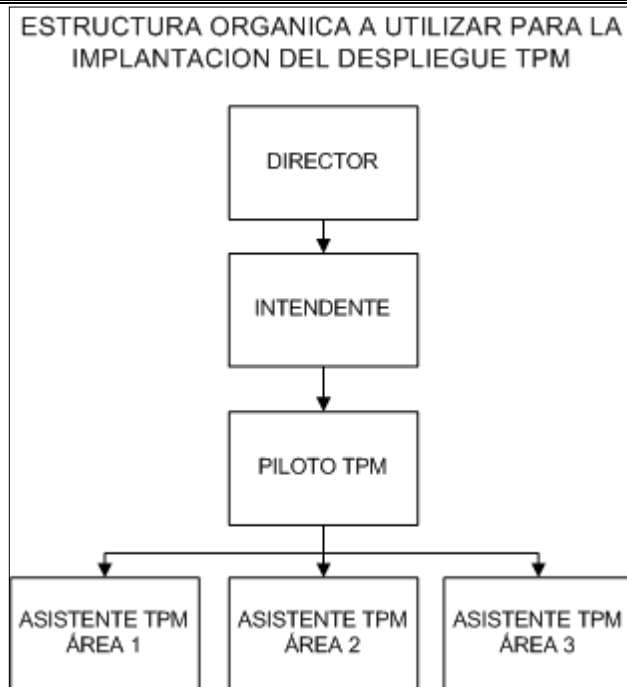 ESTRUCTURA ORGANICA A UTILIZAR PARA LA
IMPLANTACION DEL DESPLIEGUE TPM
DIRECTOR
INTENDENTE
PILOTO TPM
ASISTENTE TPM
ÁREA 1
ASISTENTE TPM
ÁREA 2
ASISTENTE TPM
ÁREA 3